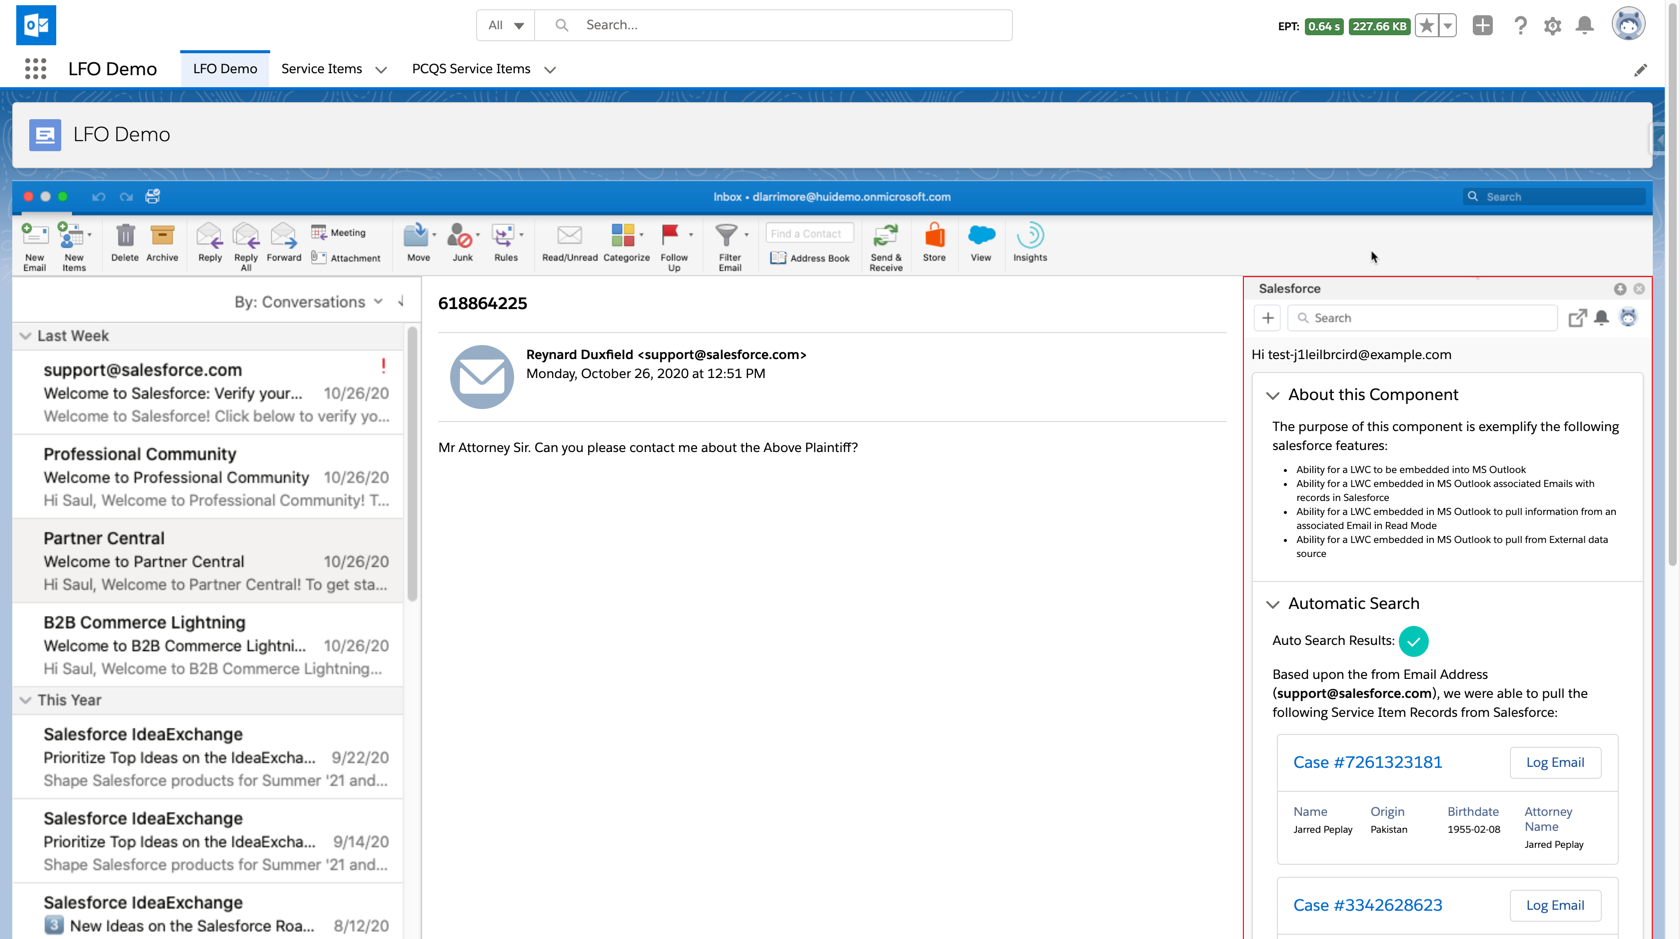 All
Search...
EPT: 0.64 s 227.66 KB
LFO Demo
LFO Demo
Service Items
PCQS Service Items
LFO Demo
Inbox • dlarrimore@huidemo.onmicrosoft.com
Search
New Email
New Items
Delete
Archive
Reply
Reply All
Forward
Meeting
Attachment
Move
Junk
Rules
Read/Unread
Categorize
Follow Up
Filter Email
Find a Contact
Address Book
Send & Receive
Store
View
Insights
By: Conversations
Last Week
support@salesforce.com !
Welcome to Salesforce: Verify your... 10/26/20
Welcome to Salesforce! Click below to verify yo...
Professional Community
Welcome to Professional Community 10/26/20
Hi Saul, Welcome to Professional Community! T...
Partner Central
Welcome to Partner Central 10/26/20
Hi Saul, Welcome to Partner Central! To get sta...
B2B Commerce Lightning
Welcome to B2B Commerce Lightni... 10/26/20
Hi Saul, Welcome to B2B Commerce Lightning...
This Year
Salesforce IdeaExchange
Prioritize Top Ideas on the IdeaExcha... 9/22/20
Shape Salesforce products for Summer '21 and...
Salesforce IdeaExchange
Prioritize Top Ideas on the IdeaExcha... 9/14/20
Shape Salesforce products for Summer '21 and...
Salesforce IdeaExchange
3 New Ideas on the Salesforce Roa... 8/12/20
618864225
Reynard Duxfield <support@salesforce.com>
Monday, October 26, 2020 at 12:51 PM
Mr Attorney Sir. Can you please contact me about the Above Plaintiff?
Salesforce
Search
Hi test-j1leilbrcird@example.com
About this Component
The purpose of this component is exemplify the following
salesforce features:
• Ability for a LWC to be embedded into MS Outlook
• Ability for a LWC embedded in MS Outlook associated Emails with
records in Salesforce
• Ability for a LWC embedded in MS Outlook to pull information from an
associated Email in Read Mode
• Ability for a LWC embedded in MS Outlook to pull from External data
source
Automatic Search
Auto Search Results:
Based upon the from Email Address
(support@salesforce.com), we were able to pull the
following Service Item Records from Salesforce:
Case #7261323181
Log Email
Name Origin Birthdate Attorney Name
Jarred Peplay Pakistan 1955-02-08 Jarred Peplay
Case #3342628623
Log Email